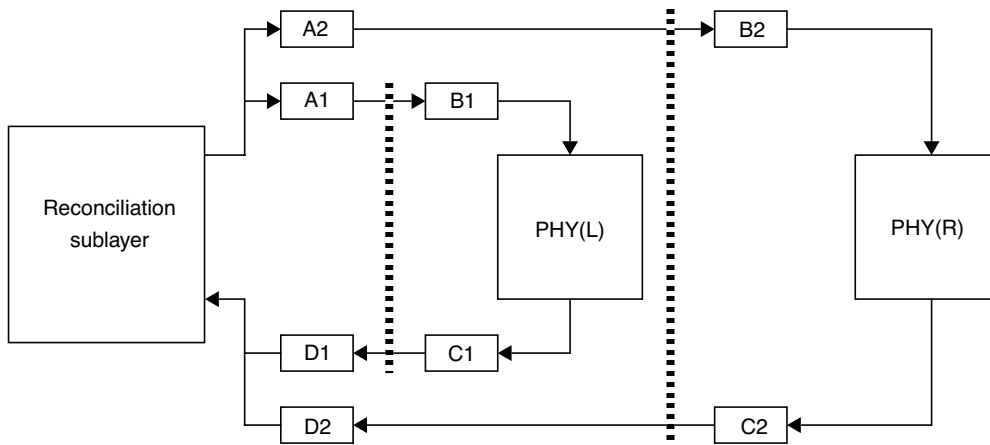 A2
B2
A1
B1
Reconciliation
sublayer
PHY(L)
PHY(R)
D1
C1
D2
C2